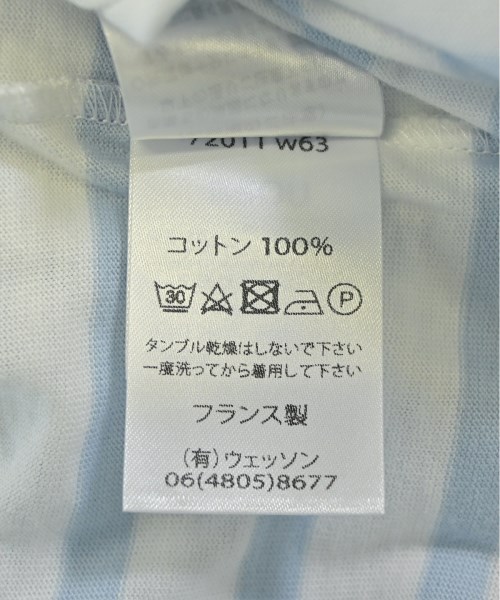 72011 W63
コットン 100%
30 P
タンブル乾燥はしないで下さい
一度洗ってから着用して下さい
フランス製
(有)ウェッソン
06(4805)8677